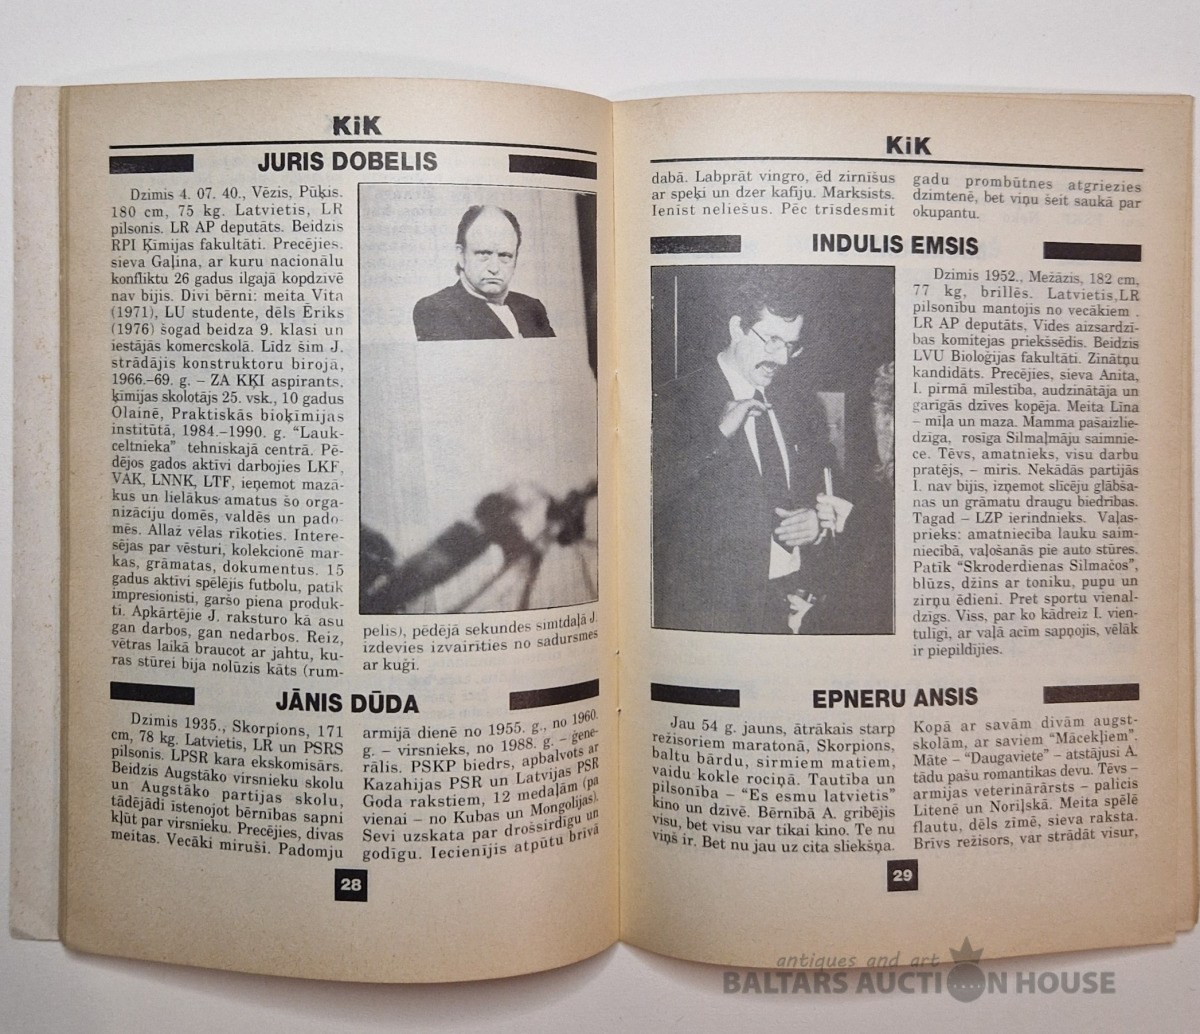 KiK
JURIS DOBELIS
Dzimis 4. 07. 40., Vēzis, Pūķis.
180 cm, 75 kg. Latvietis, LR
pilsonis. LR AP deputāts. Beidzis
RPI Ķīmijas fakultāti. Precējies.
sieva Gaļina, ar kuru nacionālu
konfliktu 26 gadus ilgajā kopdzīvē
nav bijis. Divi bērni: meita Vita
(1971), LU studente, dēls Ēriks
(1976) šogad beidza 9. klasi un
iestājās komercskolā. Līdz šim J.
strādājis konstruktoru birojā,
1966.–69. g. – ZA KĶI aspirants.
ķīmijas skolotājs 25. vsk., 10 gadus
Olainē, Praktiskās bioķīmijas
institūtā, 1984.–1990. g. "Lauk-
celtnieka" tehniskajā centrā. Pē-
dējos gados aktīvi darbojies LKF,
VAK, LNNK, LTF, ieņemot mazā-
kus un lielākus amatus šo orga-
nizāciju domēs, valdēs un pado-
mēs. Allaž vēlas rīkoties. Intere-
sējas par vēsturi, kolekcionē mar-
kas, grāmatas, dokumentus. 15
gadus aktīvi spēlējis futbolu, patīk
impresionisti, garšo piena produk-
ti. Apkārtējie J. raksturo kā asu
gan darbos, gan nedarbos. Reiz,
vētras laikā braucot ar jahtu, ku-
ras stūrei bija nolūzis kāts (rum-
pelis), pēdējā sekundes simtdaļā J.
izdevies izvairīties no sadursmes
ar kuģi.
JĀNIS DŪDA
Dzimis 1935., Skorpions, 171
cm, 78 kg. Latvietis, LR un PSRS
pilsonis. LPSR kara ekskomisārs.
Beidzis Augstāko virsnieku skolu
un Augstāko partijas skolu,
tādējādi īstenojot bērnības sapni
kļūt par virsnieku. Precējies, divas
meitas. Vecāki miruši. Padomju
armijā dienē no 1955. g., no 1960.
g. – virsnieks, no 1988. g. – ģene-
rālis. PSKP biedrs, apbalvots ar
Kazahijas PSR un Latvijas PSR
Goda rakstiem, 12 medaļām (pa
vienai – no Kubas un Mongolijas).
Sevi uzskata par drošsirdīgu un
godīgu. Iecienījis atpūtu brīvā
28
KiK
dabā. Labprāt vingro, ēd zirnīšus
ar speķi un dzer kafiju. Marksists.
Ienīst neliešus. Pēc trīsdesmit
gadu prombūtnes atgriezies
dzimtenē, bet viņu šeit saukā par
okupantu.
INDULIS EMSIS
Dzimis 1952., Mežāzis, 182 cm,
77 kg, brillēs. Latvietis,LR
pilsonību mantojis no vecākiem .
LR AP deputāts, Vides aizsardzī-
bas komitejas priekšsēdis. Beidzis
LVU Bioloģijas fakultāti. Zinātņu
kandidāts. Precējies, sieva Anita,
I. pirmā mīlestība, audzinātāja un
garīgās dzīves kopēja. Meita Līna
– mīļa un maza. Mamma pašaizlie-
dzīga, rosīga Silmaļmāju saimnie-
ce. Tēvs, amatnieks, visu darbu
pratējs, – miris. Nekādās partijās
I. nav bijis, izņemot slīcēju glābša-
nas un grāmatu draugu biedrības.
Tagad – LZP ierindnieks. Vaļas-
prieks: amatniecība lauku saim-
niecībā, vaļošanās pie auto stūres.
Patīk "Skroderdienas Silmačos",
blūzs, džins ar toniku, pupu un
zirņu ēdieni. Pret sportu vienal-
dzīgs. Viss, par ko kādreiz I. vien-
tulīgi, ar vaļā acīm sapņojis, vēlāk
ir piepildījies.
EPNERU ANSIS
Jau 54 g. jauns, ātrākais starp
režisoriem maratonā, Skorpions,
baltu bārdu, sirmiem matiem,
vaidu kokle rociņā. Tautība un
pilsonība – "Es esmu latvietis"
kino un dzīvē. Bērnībā A. gribējis
visu, bet visu var tikai kino. Te nu
viņš ir. Bet nu jau uz cita sliekšņa.
Kopā ar savām divām augst-
skolām, ar saviem "Mācekļiem".
Māte – "Daugaviete" – atstājusi A.
tādu pašu romantikas devu. Tēvs –
armijas veterinārārsts – palicis
Litenē un Noriļskā. Meita spēlē
flautu, dēls zīmē, sieva raksta.
Brīvs režisors, var strādāt visur,
29
antiques and art
BALTARS AUCTION HOUSE